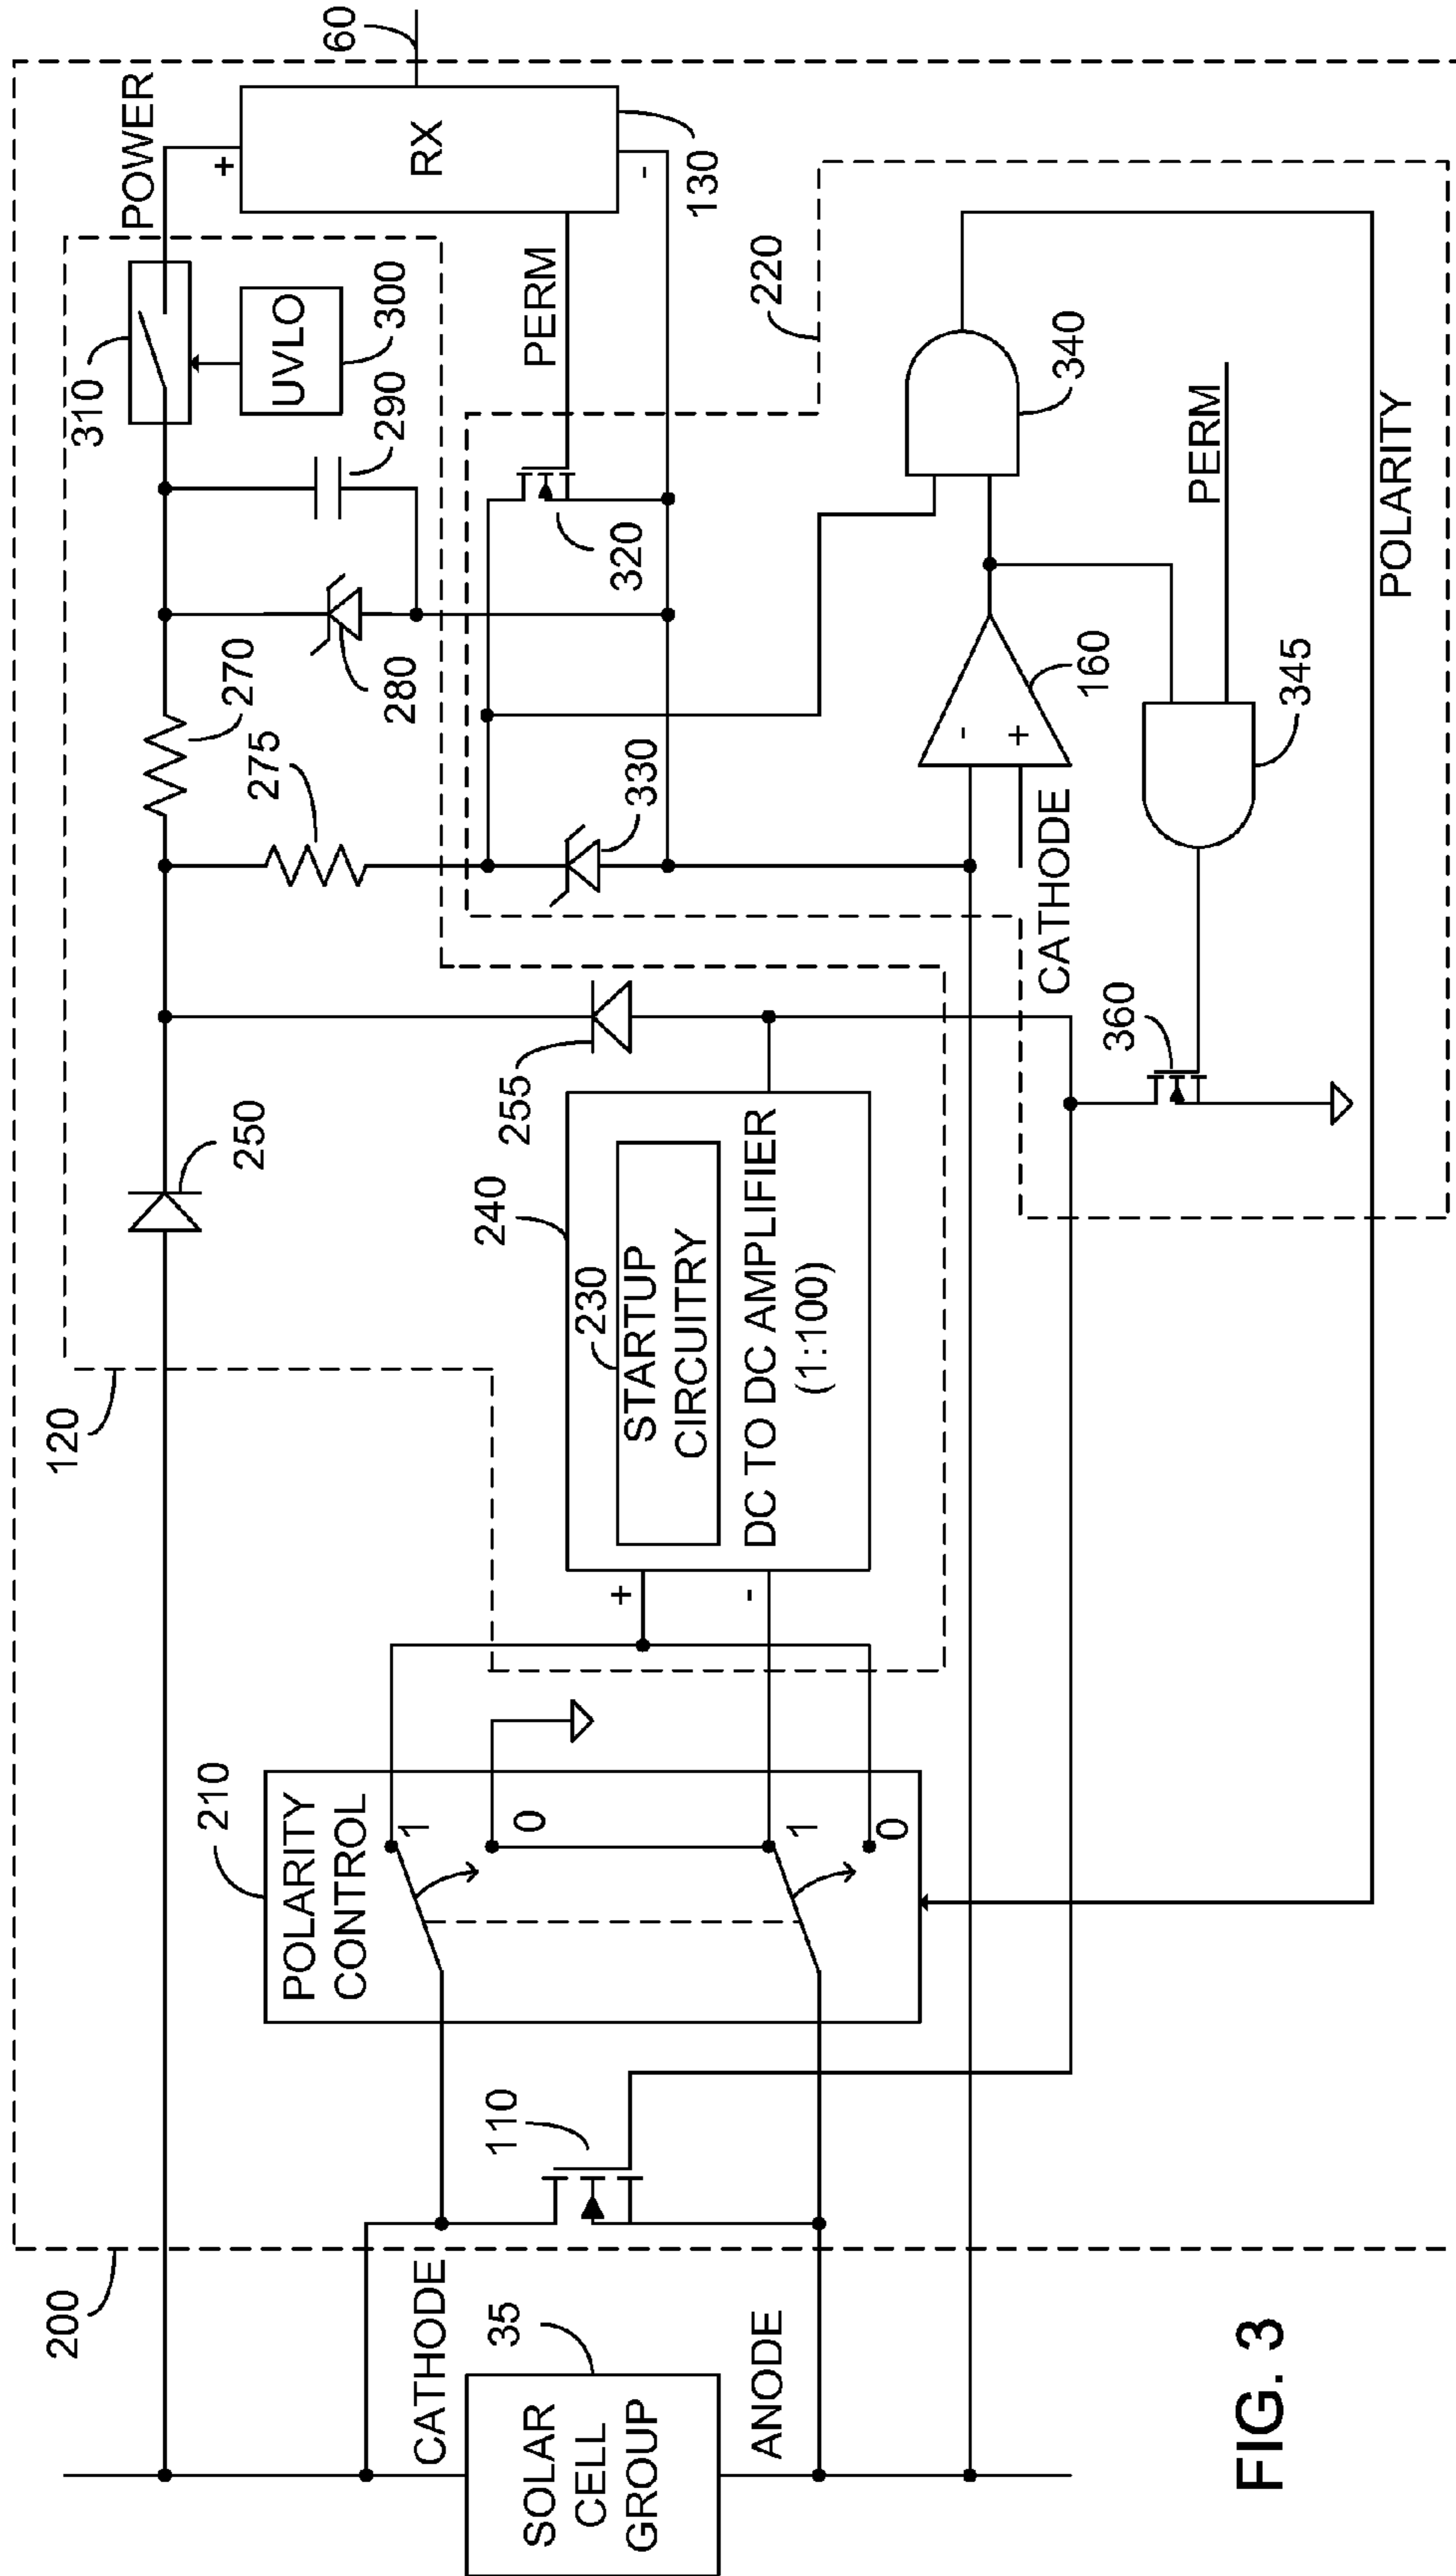 200
120
310
POWER
60
+
RX
-
130
UVLO
300
290
270
275
280
250
PERM
320
330
220
255
240
230
STARTUP
CIRCUITRY
DC TO DC AMPLIFIER
(1:100)
+
-
210
POLARITY
CONTROL
1
0
1
0
110
CATHODE
35
SOLAR
CELL
GROUP
ANODE
340
-
+
160
CATHODE
PERM
345
360
POLARITY
FIG. 3